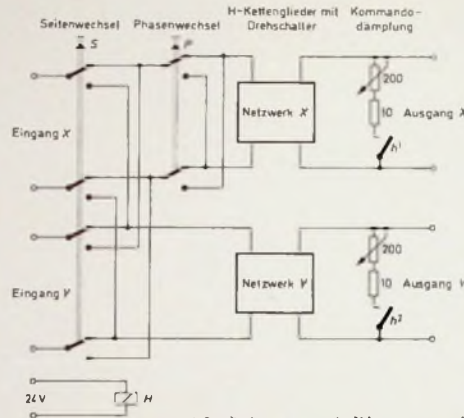 Seitenwechsel Phasenwechsel H-Kettenglieder mit Drehschalter Kommando-dämpfung
S P
200
10
Eingang X Netzwerk X Ausgang X
h1
200
10
Eingang Y Netzwerk Y Ausgang Y
h2
24V H